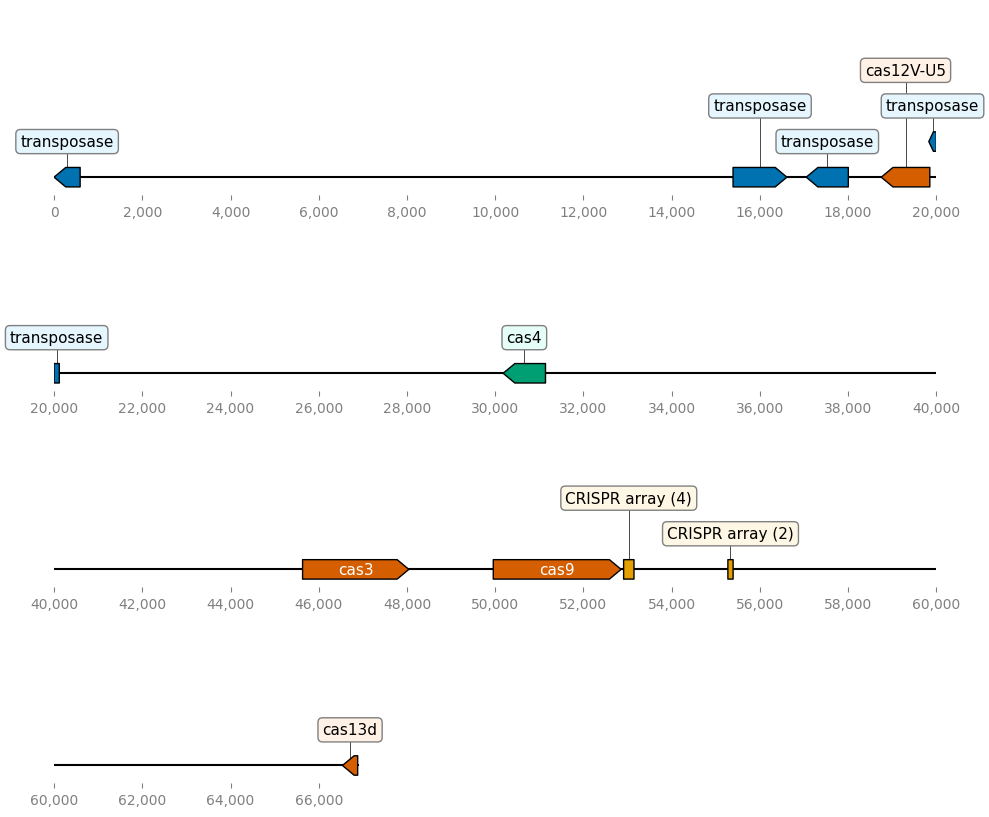 cas12V-U5
transposase transposase
transposase transposase
0 2,000 4,000 6,000 8,000 10,000 12,000 14,000 16,000 18,000 20,000
transposase cas4
20,000 22,000 24,000 26,000 28,000 30,000 32,000 34,000 36,000 38,000 40,000
CRISPR array (4)
CRISPR array (2)
cas3 cas9
40,000 42,000 44,000 46,000 48,000 50,000 52,000 54,000 56,000 58,000 60,000
cas13d
60,000 62,000 64,000 66,000